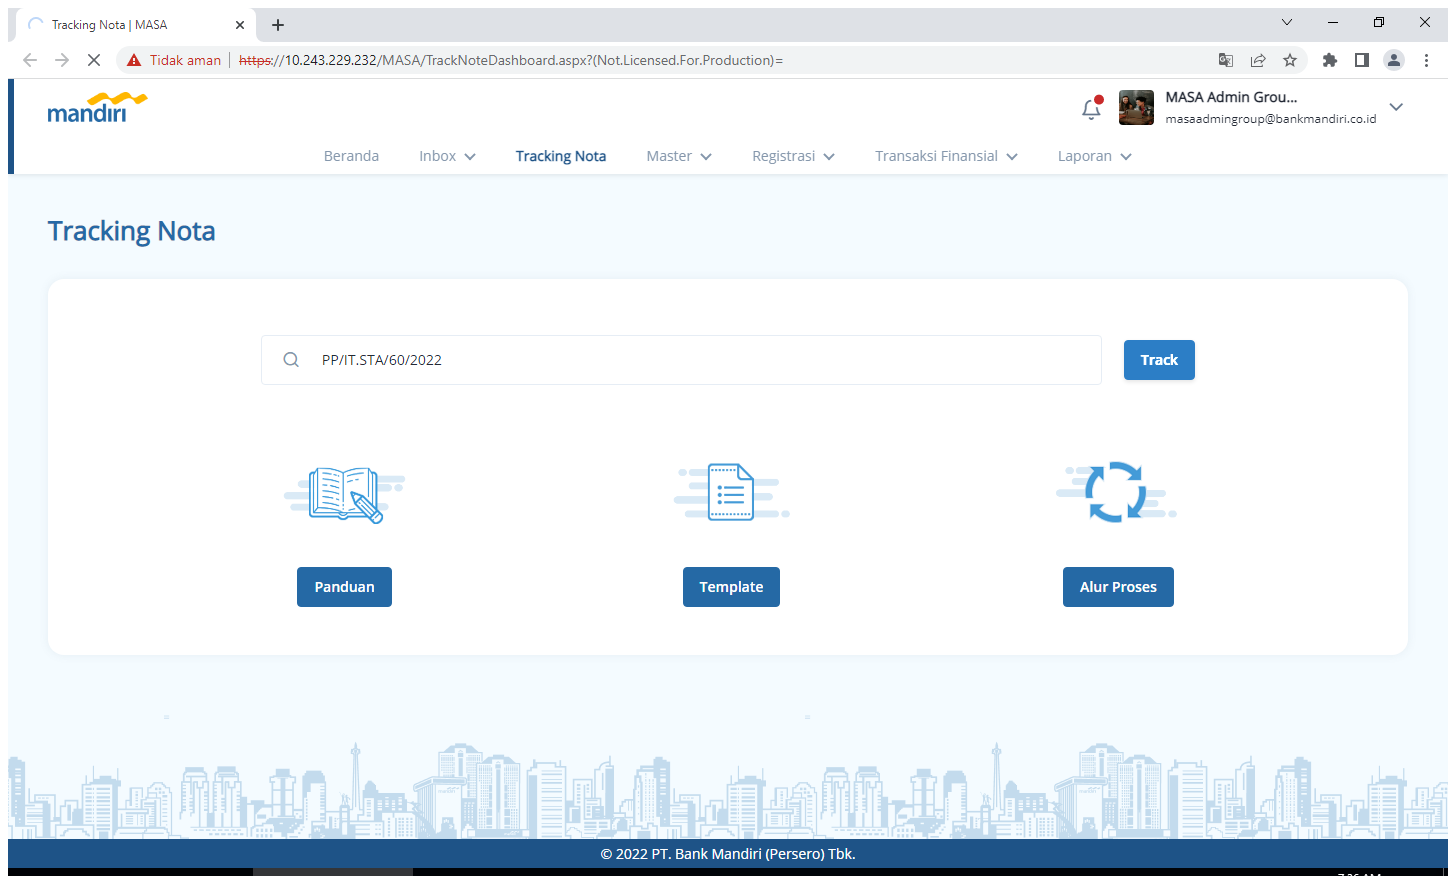 Tracking Nota | MASA
Tidak aman
https://10.243.229.232/MASA/TrackNoteDashboard.aspx?(Not.Licensed.For.Production)=
mandiri
MASA Admin Grou...
masaadmingroup@bankmandiri.co.id
Beranda Inbox Tracking Nota Master Registrasi Transaksi Finansial Laporan
Tracking Nota
PP/IT.STA/60/2022 Track
Panduan Template Alur Proses
© 2022 PT. Bank Mandiri (Persero) Tbk.